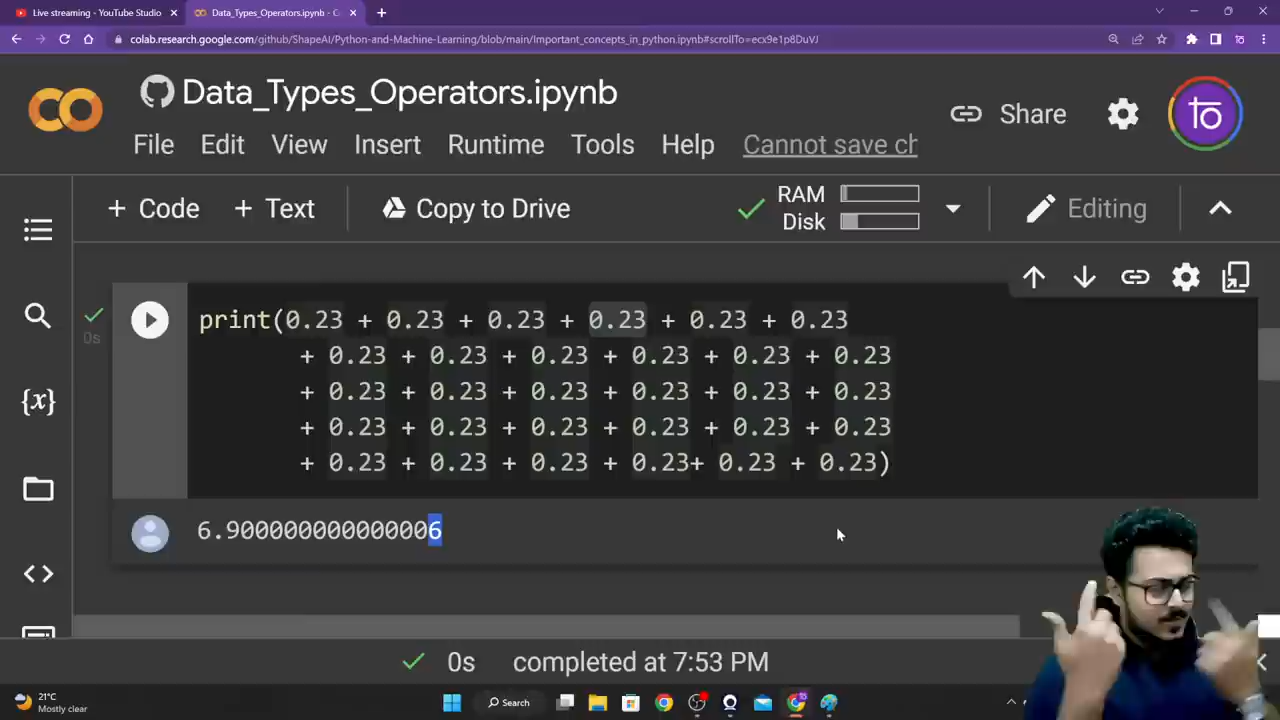 Live streaming - YouTube Studio
Data_Types_Operators.ipynb - C
colab.research.google.com/github/ShapeAI/Python-and-Machine-Learning/blob/main/Important_concepts_in_python.ipynb#scrollTo=ecx9e1p8DuVJ
Data_Types_Operators.ipynb
File Edit View Insert Runtime Tools Help Cannot save ch
Share
+ Code + Text Copy to Drive
RAM
Disk
Editing
print(0.23 + 0.23 + 0.23 + 0.23 + 0.23 + 0.23
+ 0.23 + 0.23 + 0.23 + 0.23 + 0.23 + 0.23
+ 0.23 + 0.23 + 0.23 + 0.23 + 0.23 + 0.23
+ 0.23 + 0.23 + 0.23 + 0.23 + 0.23 + 0.23
+ 0.23 + 0.23 + 0.23 + 0.23+ 0.23 + 0.23)
0s
6.900000000000006
0s completed at 7:53 PM
21°C
Mostly clear
Search